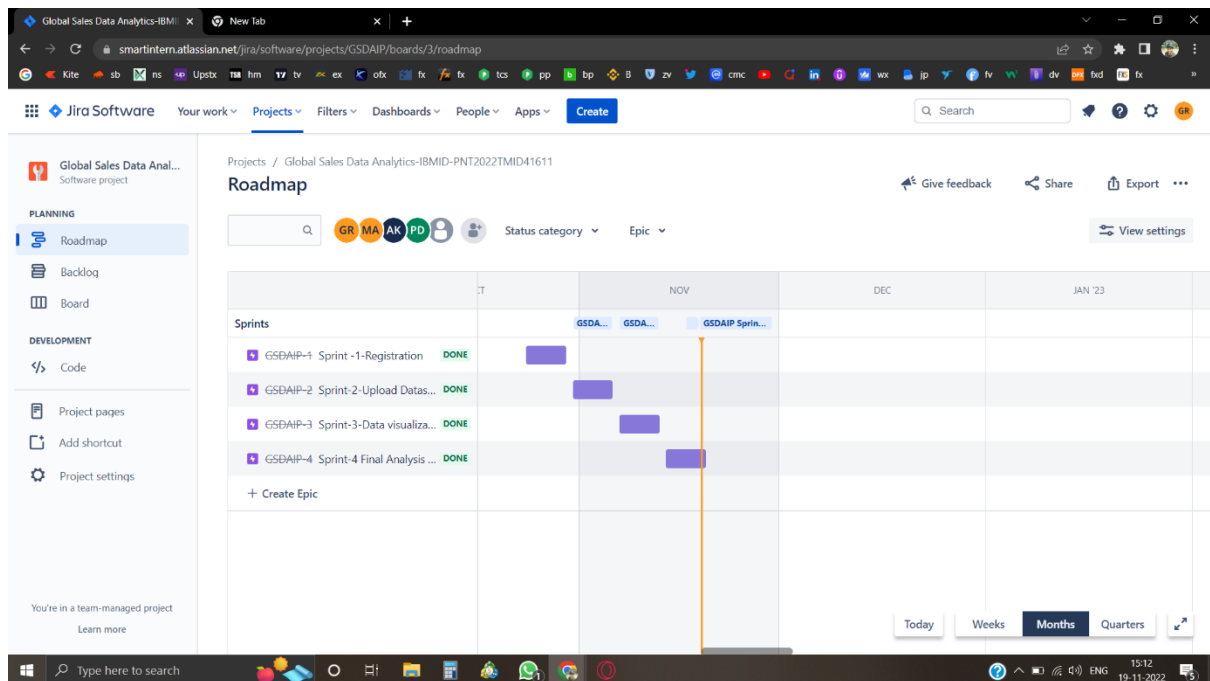 Global Sales Data Analytics-IBMI
New Tab
smartintern.atlassian.net/jira/software/projects/GSDAIP/boards/3/roadmap
Kite sb ns Upstx hm tv ex ofx fx fx tcs pp bp B zv cmc in wx jp fv dv fxd fx »
Jira Software Your work Projects Filters Dashboards People Apps Create Search GR
Global Sales Data Anal...
Software project
PLANNING
Roadmap
Backlog
Board
DEVELOPMENT
Code
Project pages
Add shortcut
Project settings
You're in a team-managed project
Learn more
Projects / Global Sales Data Analytics-IBMID-PNT2022TMID41611
Roadmap
Give feedback Share Export
GR MA AK PD Status category Epic View settings
NOV DEC JAN '23
Sprints GSDA... GSDA... GSDAIP Sprin...
GSDAIP-1 Sprint -1-Registration DONE
GSDAIP-2 Sprint-2-Upload Datas... DONE
GSDAIP-3 Sprint-3-Data visualiza... DONE
GSDAIP-4 Sprint-4 Final Analysis ... DONE
+ Create Epic
Today Weeks Months Quarters
Type here to search
ENG
15:12
19-11-2022